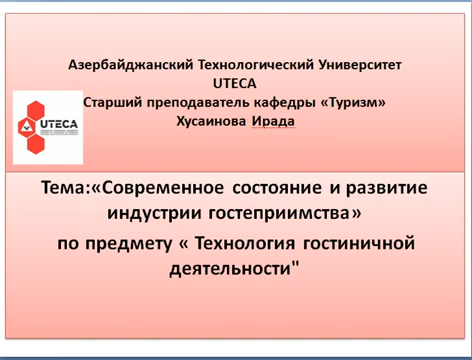 Азербайджанский Технологический Университет
UTECA
Старший преподаватель кафедры «Туризм»
Хусаинова Ирада
UTECA
Тема:«Современное состояние и развитие
индустрии гостеприимства»
по предмету « Технология гостиничной
деятельности"